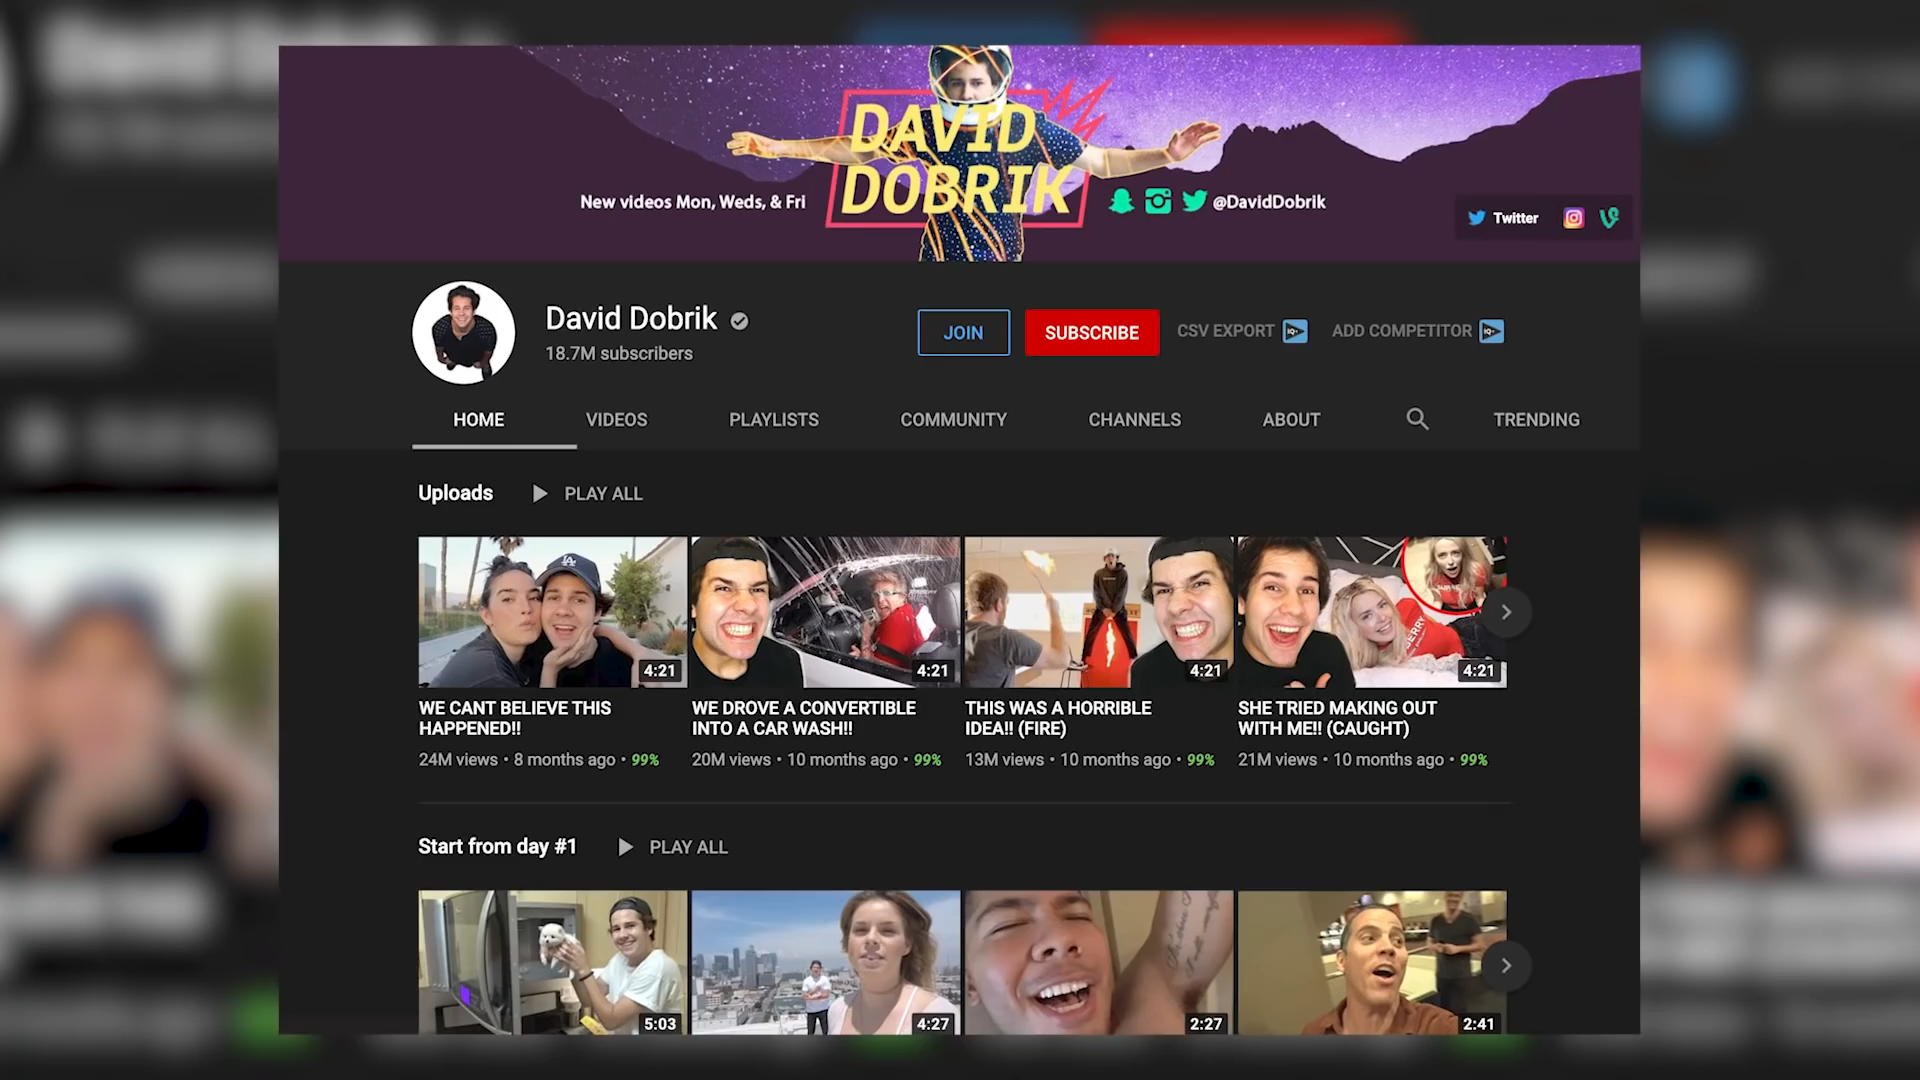 DAVID
DOBRIK
New videos Mon, Weds, & Fri
@DavidDobrik
Twitter
David Dobrik
18.7M subscribers
JOIN
SUBSCRIBE
CSV EXPORT
ADD COMPETITOR
HOME
VIDEOS
PLAYLISTS
COMMUNITY
CHANNELS
ABOUT
TRENDING
Uploads
PLAY ALL
4:21
4:21
4:21
4:21
WE CANT BELIEVE THIS
HAPPENED!!
24M views • 8 months ago • 99%
WE DROVE A CONVERTIBLE
INTO A CAR WASH!!
20M views • 10 months ago • 99%
THIS WAS A HORRIBLE
IDEA!! (FIRE)
13M views • 10 months ago • 99%
SHE TRIED MAKING OUT
WITH ME!! (CAUGHT)
21M views • 10 months ago • 99%
Start from day #1
PLAY ALL
5:03
4:27
2:27
2:41